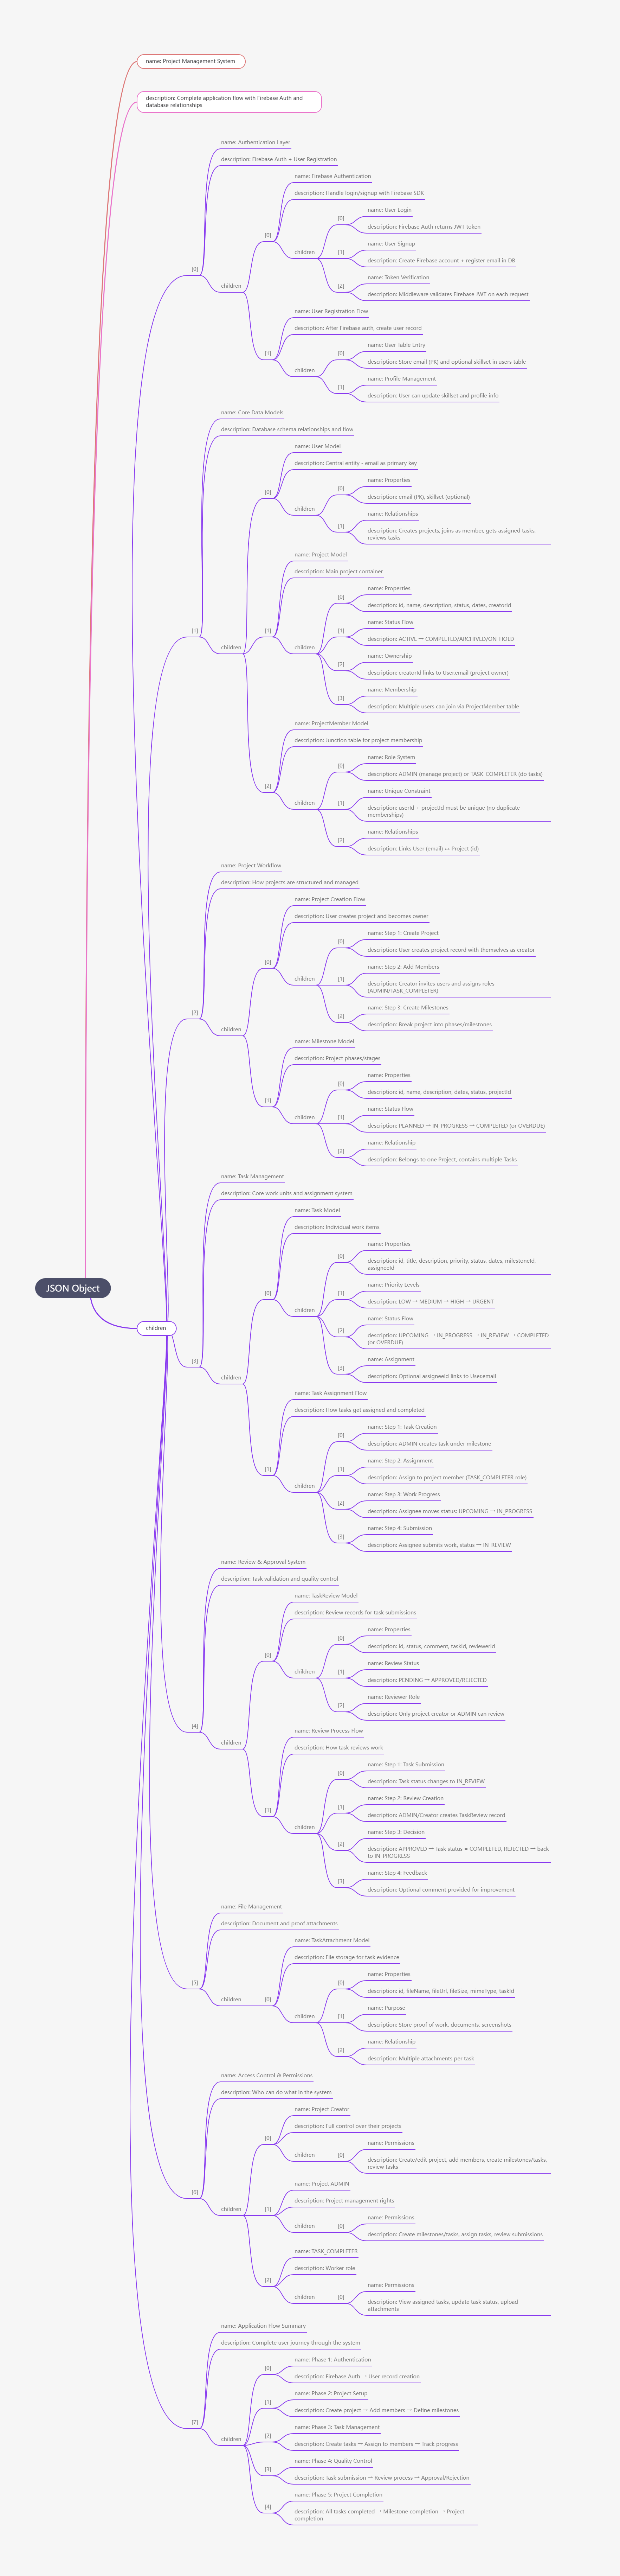 name: Project Management System
description: Complete application flow with Firebase Auth and
database relationships
name: Authentication Layer
description: Firebase Auth + User Registration
name: Firebase Authentication
description: Handle login/signup with Firebase SDK
name: User Login
[0]
description: Firebase Auth returns JWT token
[0]
name: User Signup
children
[1]
description: Create Firebase account + register email in DB
name: Token Verification
[0]
[2]
children
description: Middleware validates Firebase JWT on each request
name: User Registration Flow
description: After Firebase auth, create user record
name: User Table Entry
[1]
[0]
description: Store email (PK) and optional skillset in users table
children
name: Profile Management
[1]
description: User can update skillset and profile info
name: Core Data Models
description: Database schema relationships and flow
name: User Model
description: Central entity - email as primary key
name: Properties
[0]
[0]
description: email (PK), skillset (optional)
children
name: Relationships
[1]
description: Creates projects, joins as member, gets assigned tasks,
reviews tasks
name: Project Model
description: Main project container
name: Properties
[0]
description: id, name, description, status, dates, creatorId
name: Status Flow
[1]
[1]
[1]
description: ACTIVE → COMPLETED/ARCHIVED/ON_HOLD
children
children
name: Ownership
[2]
description: creatorId links to User.email (project owner)
name: Membership
[3]
description: Multiple users can join via ProjectMember table
name: ProjectMember Model
description: Junction table for project membership
name: Role System
[0]
description: ADMIN (manage project) or TASK_COMPLETER (do tasks)
[2]
name: Unique Constraint
children
[1]
description: userId + projectId must be unique (no duplicate
memberships)
name: Relationships
[2]
description: Links User (email) ↔ Project (id)
name: Project Workflow
description: How projects are structured and managed
name: Project Creation Flow
description: User creates project and becomes owner
name: Step 1: Create Project
[0]
description: User creates project record with themselves as creator
[0]
name: Step 2: Add Members
children
[1]
description: Creator invites users and assigns roles
(ADMIN/TASK_COMPLETER)
name: Step 3: Create Milestones
[2]
[2]
description: Break project into phases/milestones
children
name: Milestone Model
description: Project phases/stages
name: Properties
[0]
description: id, name, description, dates, status, projectId
[1]
name: Status Flow
children
[1]
description: PLANNED → IN_PROGRESS → COMPLETED (or OVERDUE)
name: Relationship
[2]
description: Belongs to one Project, contains multiple Tasks
name: Task Management
description: Core work units and assignment system
name: Task Model
description: Individual work items
name: Properties
[0]
description: id, title, description, priority, status, dates, milestoneId,
assigneeId
JSON Object
name: Priority Levels
[0]
[1]
description: LOW → MEDIUM → HIGH → URGENT
children
name: Status Flow
children
[2]
description: UPCOMING → IN_PROGRESS → IN_REVIEW → COMPLETED
(or OVERDUE)
name: Assignment
[3]
[3]
description: Optional assigneeId links to User.email
children
name: Task Assignment Flow
description: How tasks get assigned and completed
name: Step 1: Task Creation
[0]
description: ADMIN creates task under milestone
name: Step 2: Assignment
[1]
[1]
description: Assign to project member (TASK_COMPLETER role)
children
name: Step 3: Work Progress
[2]
description: Assignee moves status: UPCOMING → IN_PROGRESS
name: Step 4: Submission
[3]
description: Assignee submits work, status → IN_REVIEW
name: Review & Approval System
description: Task validation and quality control
name: TaskReview Model
description: Review records for task submissions
name: Properties
[0]
description: id, status, comment, taskId, reviewerId
[0]
name: Review Status
children
[1]
description: PENDING → APPROVED/REJECTED
name: Reviewer Role
[2]
description: Only project creator or ADMIN can review
[4]
name: Review Process Flow
children
description: How task reviews work
name: Step 1: Task Submission
[0]
description: Task status changes to IN_REVIEW
name: Step 2: Review Creation
[1]
[1]
description: ADMIN/Creator creates TaskReview record
children
name: Step 3: Decision
[2]
description: APPROVED → Task status = COMPLETED, REJECTED → back
to IN_PROGRESS
name: Step 4: Feedback
[3]
description: Optional comment provided for improvement
name: File Management
description: Document and proof attachments
name: TaskAttachment Model
description: File storage for task evidence
name: Properties
[5]
[0]
description: id, fileName, fileUrl, fileSize, mimeType, taskId
children
[0]
name: Purpose
children
[1]
description: Store proof of work, documents, screenshots
name: Relationship
[2]
description: Multiple attachments per task
name: Access Control & Permissions
description: Who can do what in the system
name: Project Creator
description: Full control over their projects
[0]
name: Permissions
children
[0]
description: Create/edit project, add members, create milestones/tasks,
review tasks
name: Project ADMIN
[6]
description: Project management rights
children
[1]
name: Permissions
children
[0]
description: Create milestones/tasks, assign tasks, review submissions
name: TASK_COMPLETER
description: Worker role
[2]
name: Permissions
children
[0]
description: View assigned tasks, update task status, upload
attachments
name: Application Flow Summary
description: Complete user journey through the system
name: Phase 1: Authentication
[0]
description: Firebase Auth → User record creation
name: Phase 2: Project Setup
[1]
description: Create project → Add members → Define milestones
[7]
name: Phase 3: Task Management
[2]
children
description: Create tasks → Assign to members → Track progress
name: Phase 4: Quality Control
[3]
description: Task submission → Review process → Approval/Rejection
name: Phase 5: Project Completion
[4]
description: All tasks completed → Milestone completion → Project
completion